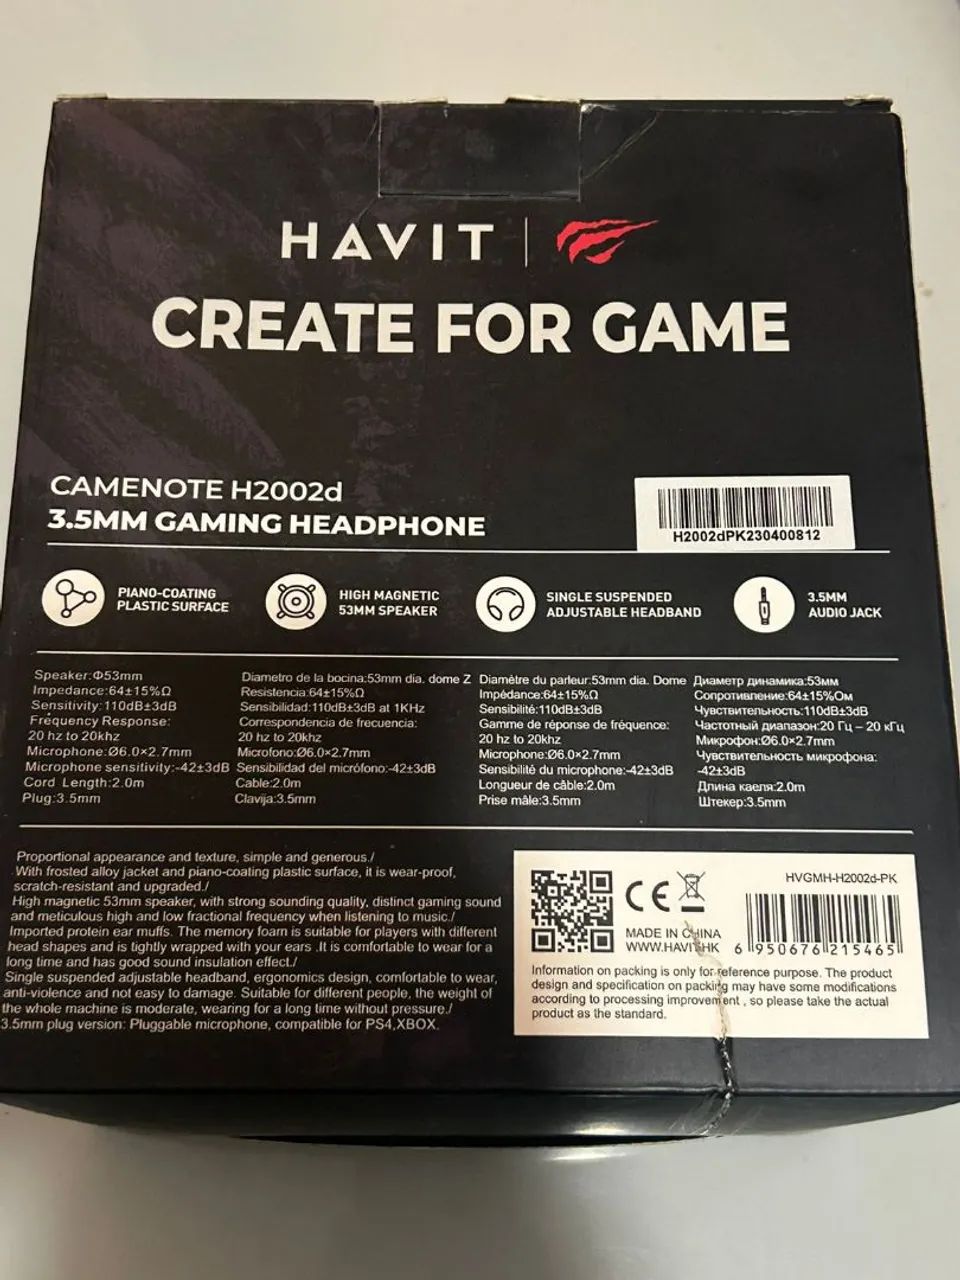 HAVIT
CREATE FOR GAME
CAMENOTE H2002d
3.5MM GAMING HEADPHONE
H2002dPK230400812
PIANO-COATING
PLASTIC SURFACE
HIGH MAGNETIC
53MM SPEAKER
SINGLE SUSPENDED
ADJUSTABLE HEADBAND
3.5MM
AUDIO JACK
Speaker:Φ53mm
Impedance:64±15%Ω
Sensitivity:110dB±3dB
Frequency Response:
20 hz to 20khz
Microphone:Ø6.0×2.7mm
Microphone sensitivity:-42±3dB
Cord Length:2.0m
Plug:3.5mm
Diametro de la bocina:53mm dia. dome Z
Resistencia:64±15%Ω
Sensibilidad:110dB±3dB at 1KHz
Correspondencia de frecuencia:
20 hz to 20khz
Microfono:Ø6.0×2.7mm
Sensibilidad del micrófono:-42±3dB
Cable:2.0m
Clavija:3.5mm
Diamètre du parleur:53mm dia. Dome
Impédance:64±15%Ω
Sensibilité:110dB±3dB
Gamme de réponse de fréquence:
20 hz to 20khz
Microphone:Ø6.0×2.7mm
Sensibilité du microphone:-42±3dB
Longueur de câble:2.0m
Prise mâle:3.5mm
Диаметр динамика:53мм
Сопротивление:64±15%Ом
Чувствительность:110dB±3dB
Частотный диапазон:20 Гц – 20 кГц
Микрофон:Ø6.0×2.7mm
Чувствительность микрофона:
-42±3dB
Длина каеля:2.0m
Штекер:3.5mm
Proportional appearance and texture, simple and generous./
With frosted alloy jacket and piano-coating plastic surface, it is wear-proof,
scratch-resistant and upgraded./
High magnetic 53mm speaker, with strong sounding quality, distinct gaming sound
and meticulous high and low fractional frequency when listening to music./
Imported protein ear muffs. The memory foam is suitable for players with different
head shapes and is tightly wrapped with your ears .It is comfortable to wear for a
long time and has good sound insulation effect./
Single suspended adjustable headband, ergonomics design, comfortable to wear,
anti-violence and not easy to damage. Suitable for different people, the weight of
the whole machine is moderate, wearing for a long time without pressure./
3.5mm plug version: Pluggable microphone, compatible for PS4,XBOX.
CE
HVGMH-H2002d-PK
MADE IN CHINA
WWW.HAVIT.HK
6 950676 215465
Information on packing is only for reference purpose. The product
design and specification on packing may have some modifications
according to processing improvement , so please take the actual
product as the standard.